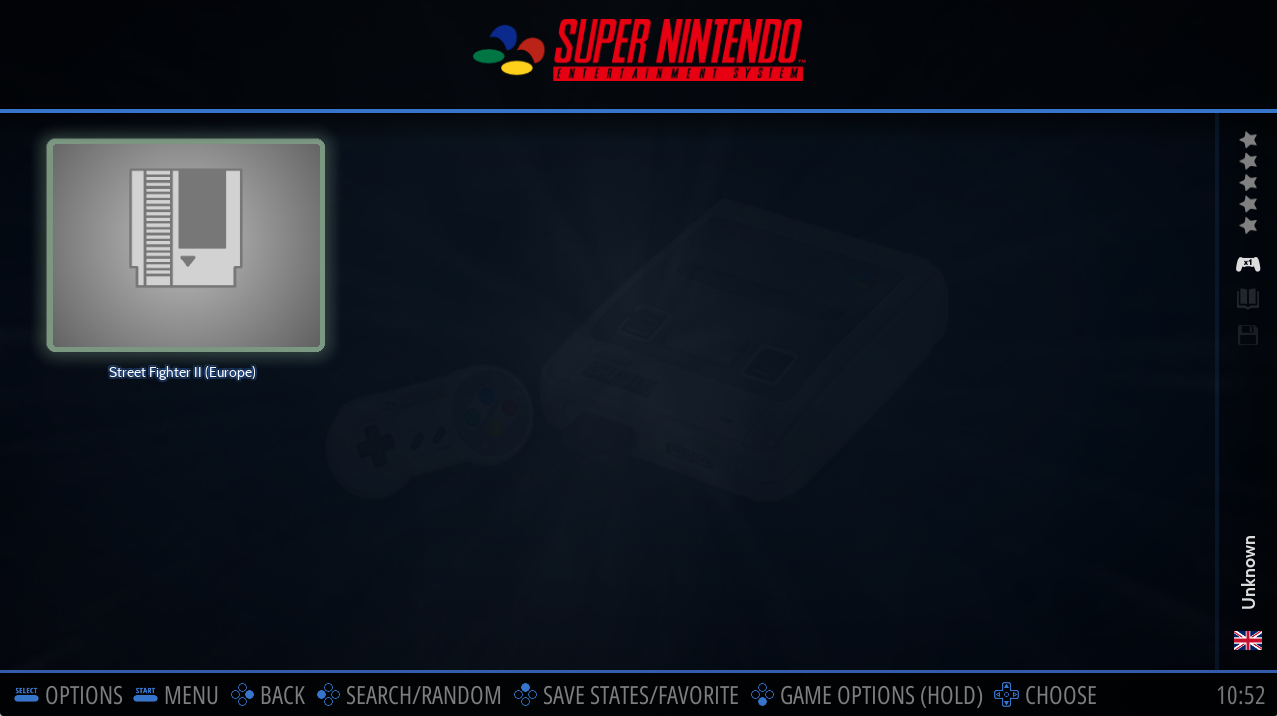 SUPER NINTENDO
ENTERTAINMENT SYSTEM
x1
Street Fighter II (Europe)
Unknown
SELECT OPTIONS START MENU BACK SEARCH/RANDOM SAVE STATES/FAVORITE GAME OPTIONS (HOLD) CHOOSE 10:52